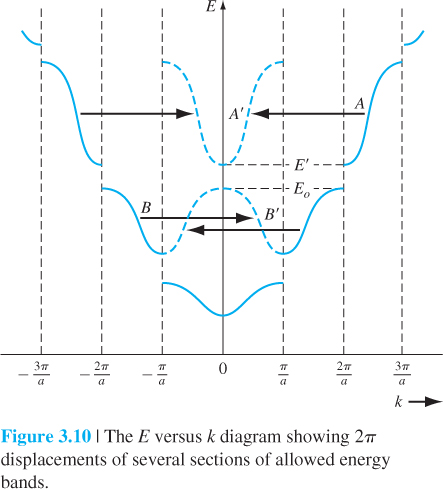 E
A
A′
E′
E_o
B
B′
-3π/a
-2π/a
-π/a
0
π/a
2π/a
3π/a
k
Figure 3.10 | The E versus k diagram showing 2π
displacements of several sections of allowed energy
bands.